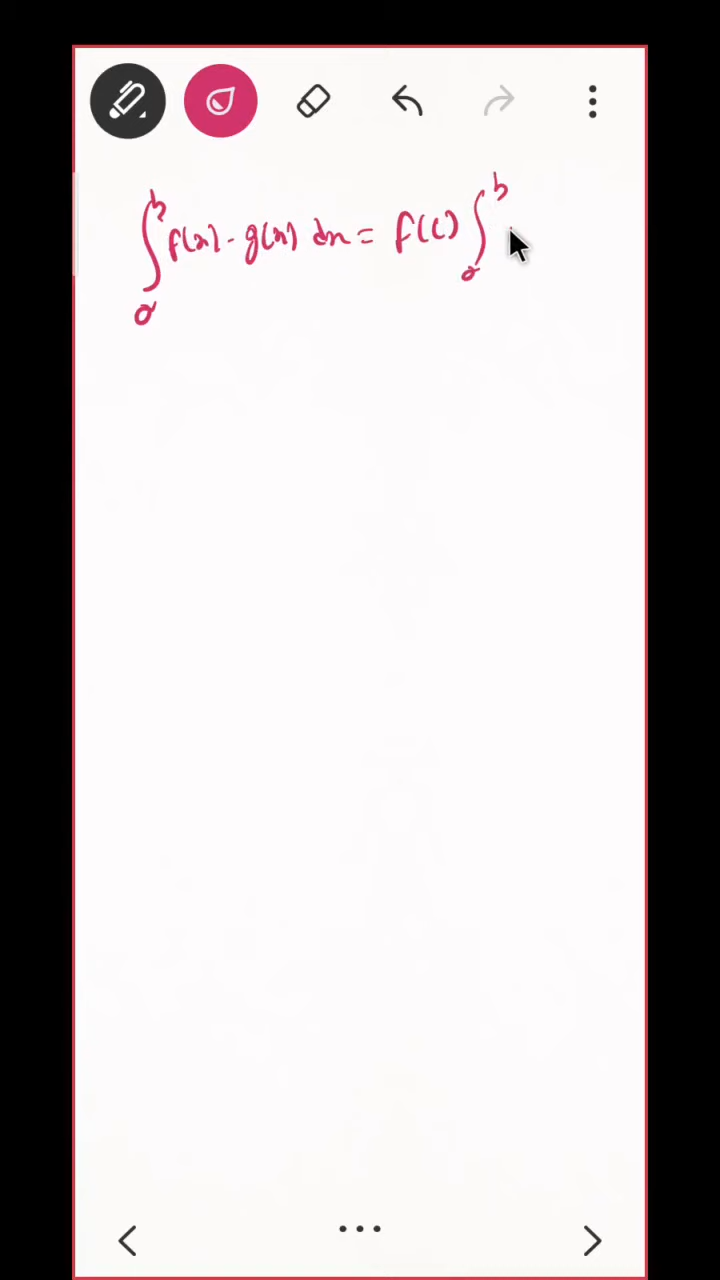 ∫_a^b f(x) · g(x) dx = f(c) ∫_a^b